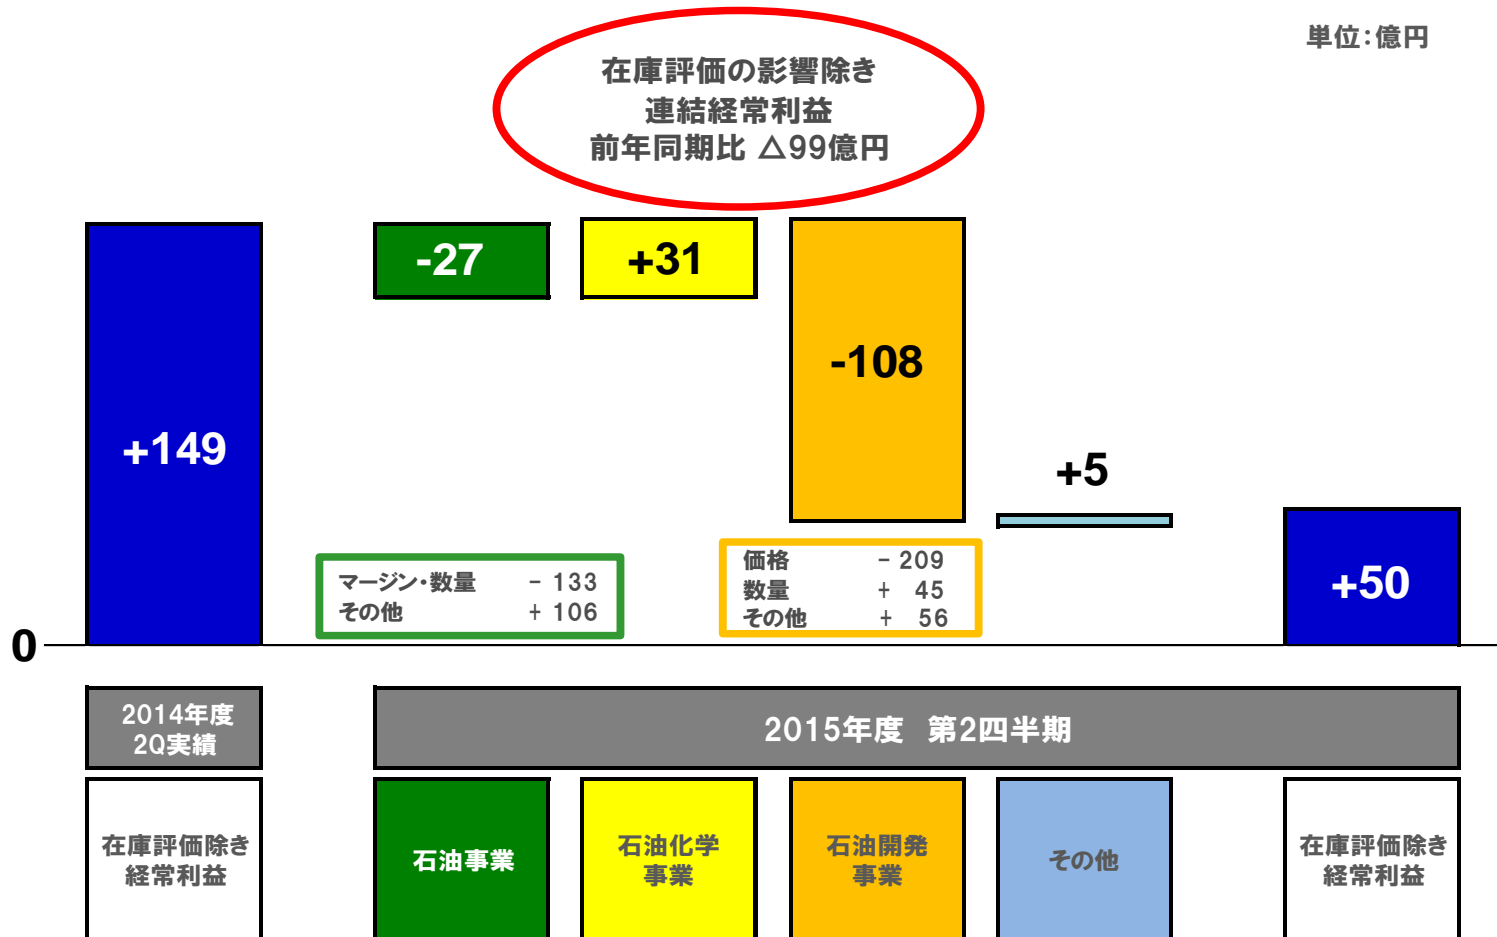 単位：億円
在庫評価の影響除き
連結経常利益
前年同期比 △99億円
+149
-27
+31
-108
+5
+50
マージン・数量 － 133
その他 ＋ 106
価格 － 209
数量 ＋ 45
その他 ＋ 56
0
2014年度
2Q実績
2015年度 第2四半期
在庫評価除き
経常利益
石油事業
石油化学
事業
石油開発
事業
その他
在庫評価除き
経常利益